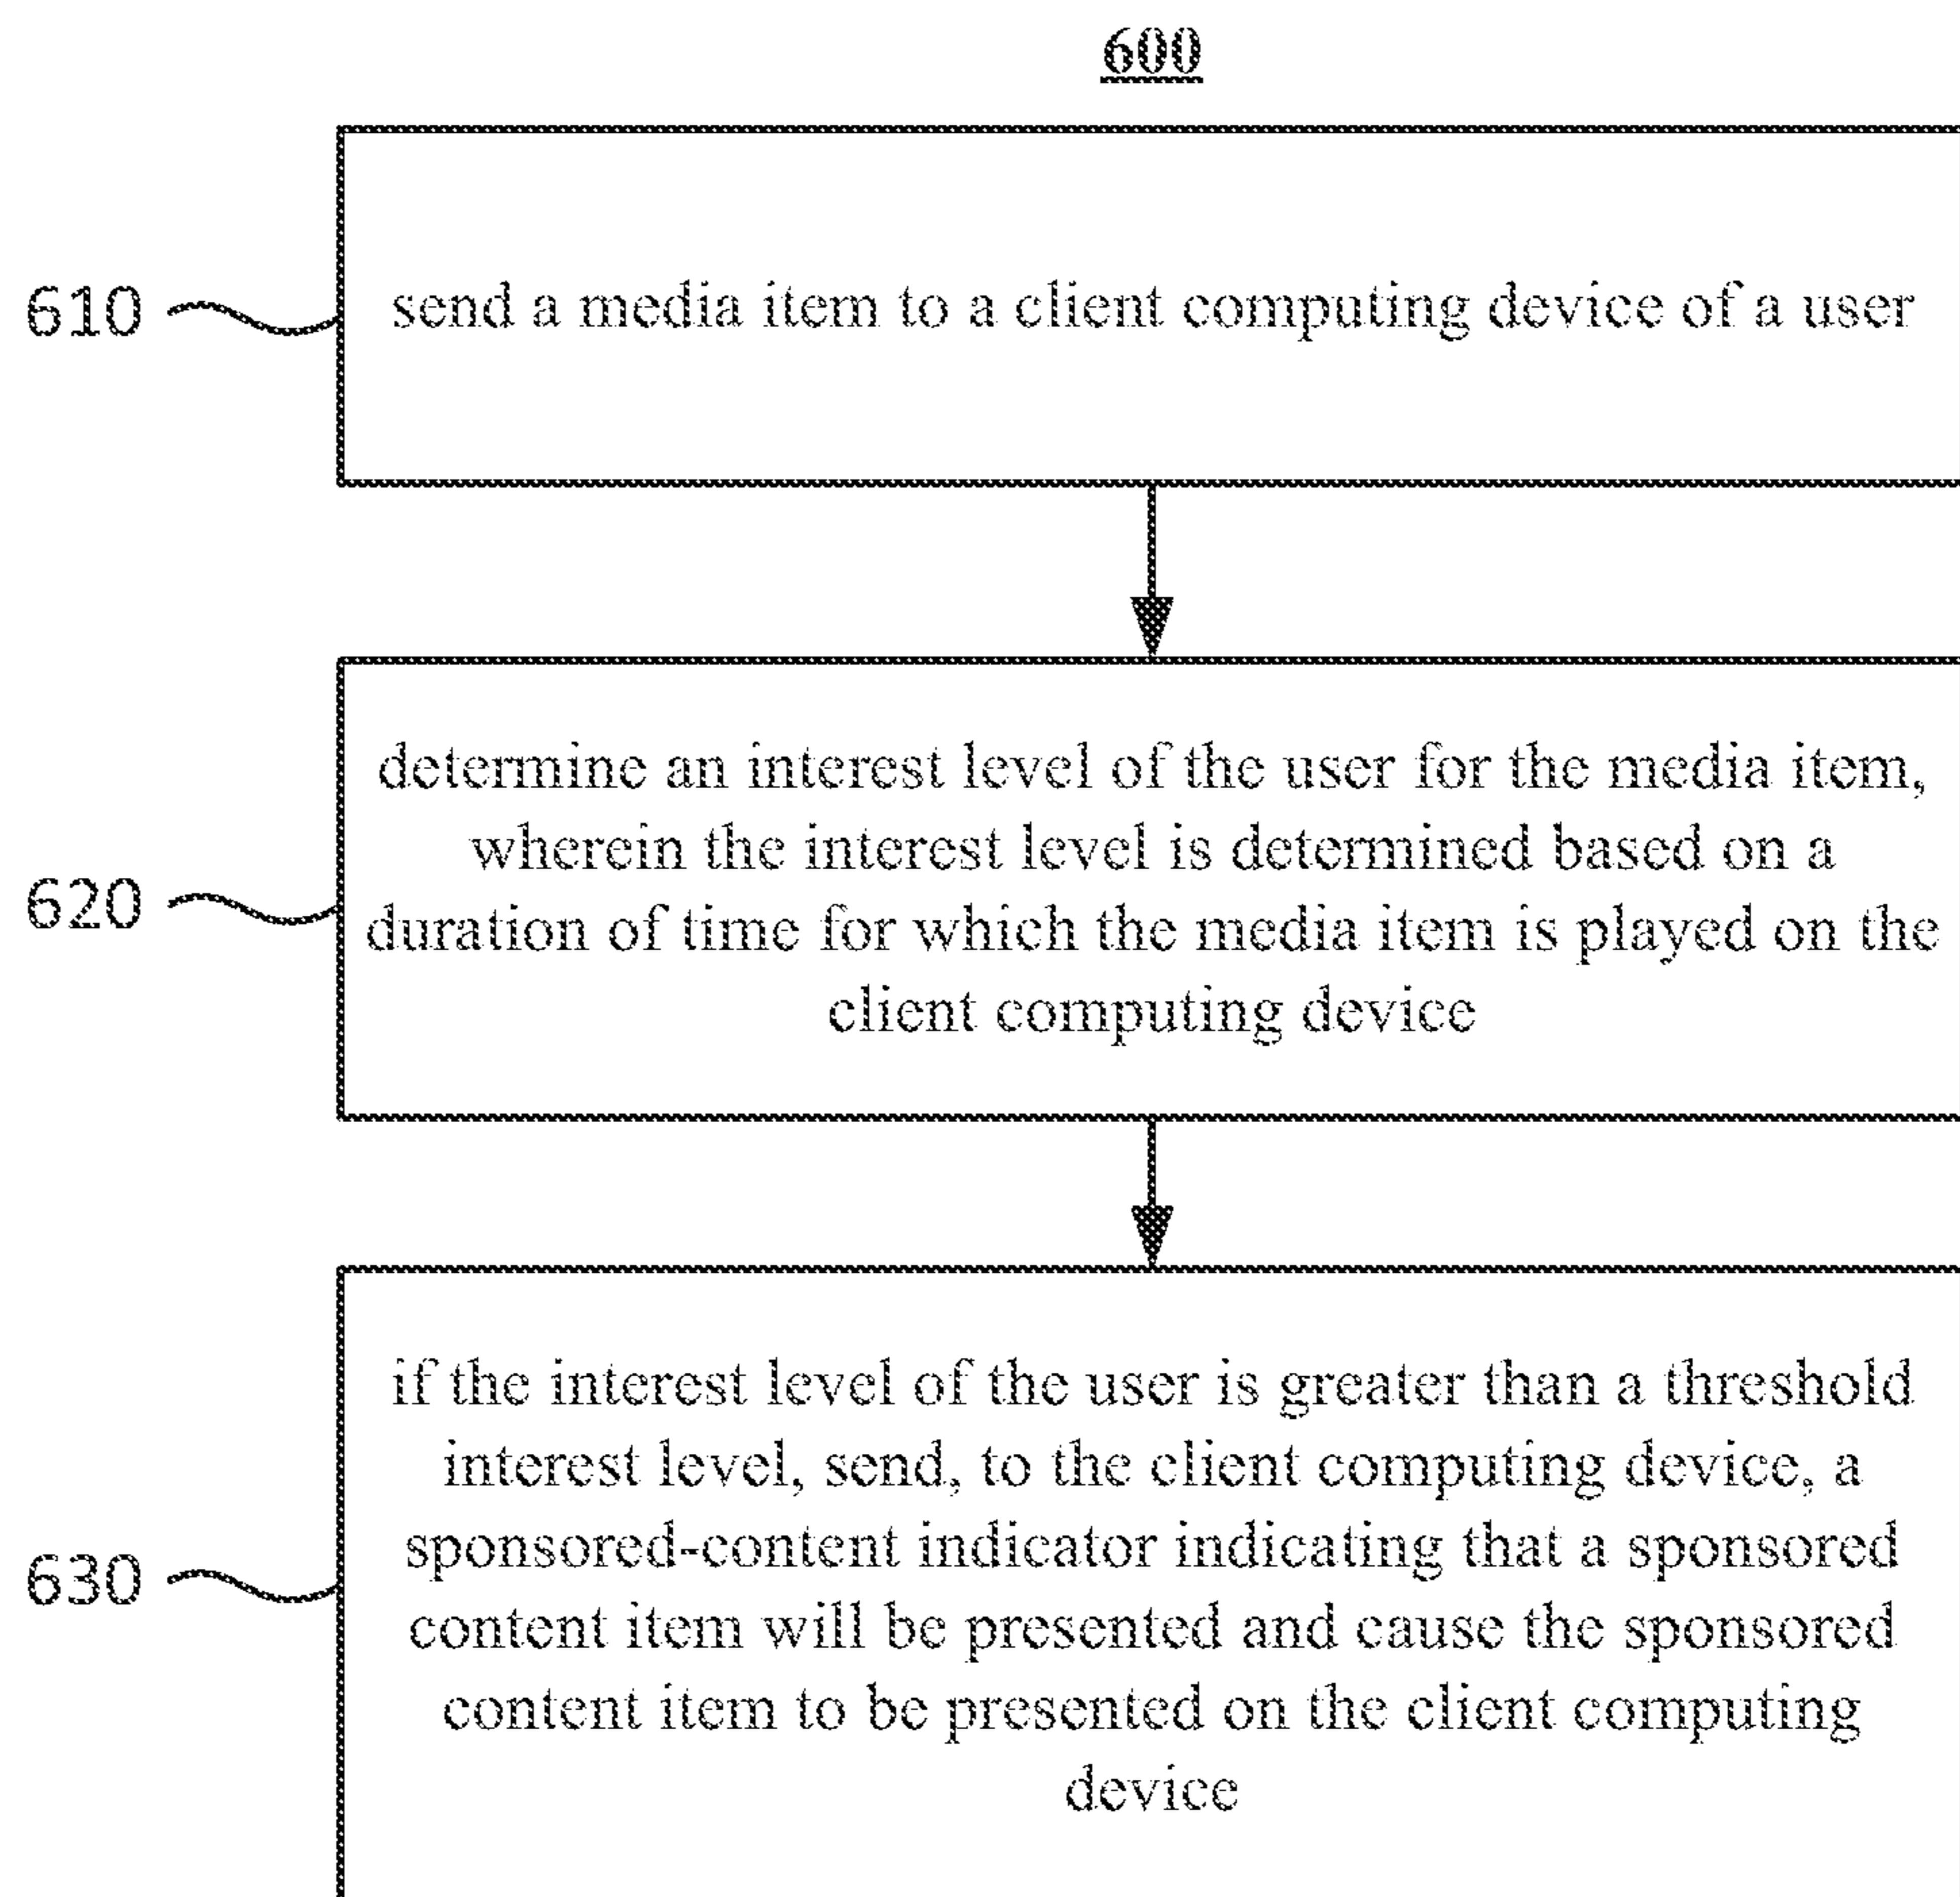 600
610
send a media item to a client computing device of a user
620
determine an interest level of the user for the media item,
wherein the interest level is determined based on a
duration of time for which the media item is played on the
client computing device
630
if the interest level of the user is greater than a threshold
interest level, send, to the client computing device, a
sponsored-content indicator indicating that a sponsored
content item will be presented and cause the sponsored
content item to be presented on the client computing
device